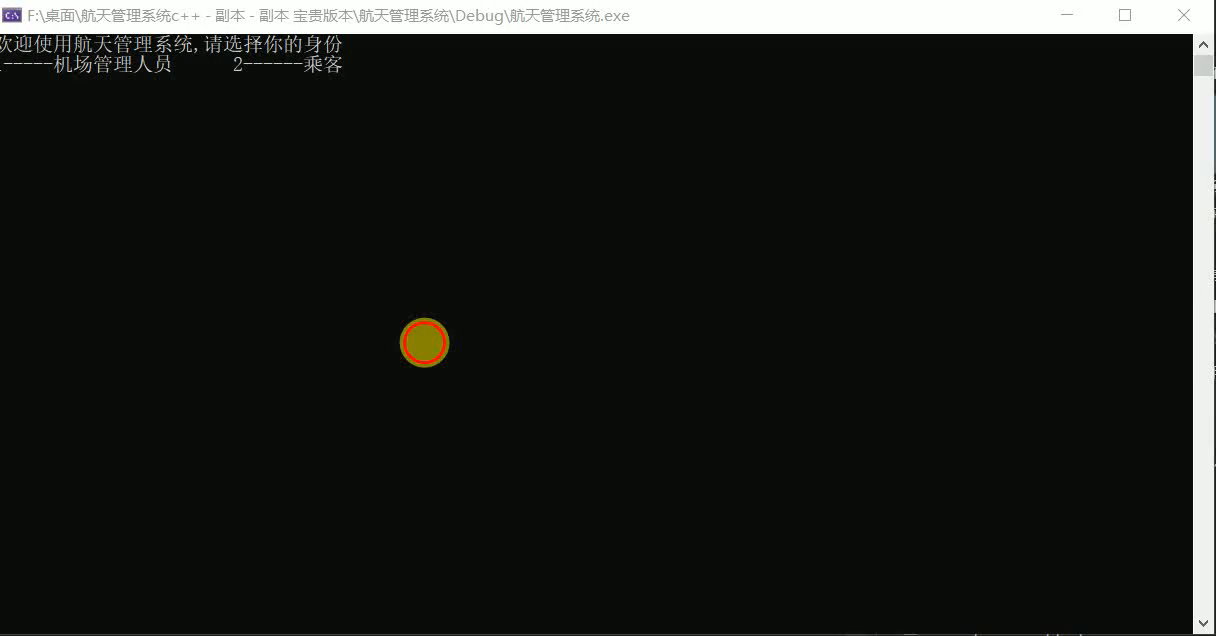 F:\桌面\航天管理系统c++ - 副本 - 副本 宝贵版本\航天管理系统\Debug\航天管理系统.exe
欢迎使用航天管理系统,请选择你的身份
1-----机场管理人员 2------乘客